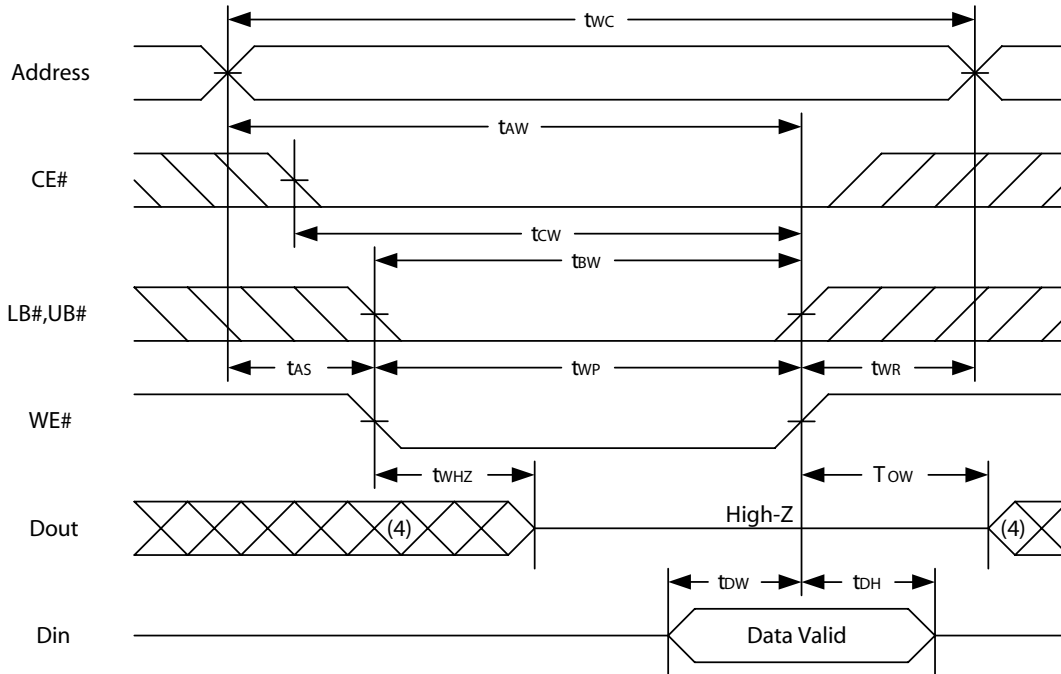 tWC
Address
tAW
CE#
tCW
tBW
LB#,UB#
tAS
tWP
tWR
WE#
tWHZ
TOW
Dout
(4)
High-Z
(4)
tDW
tDH
Din
Data Valid